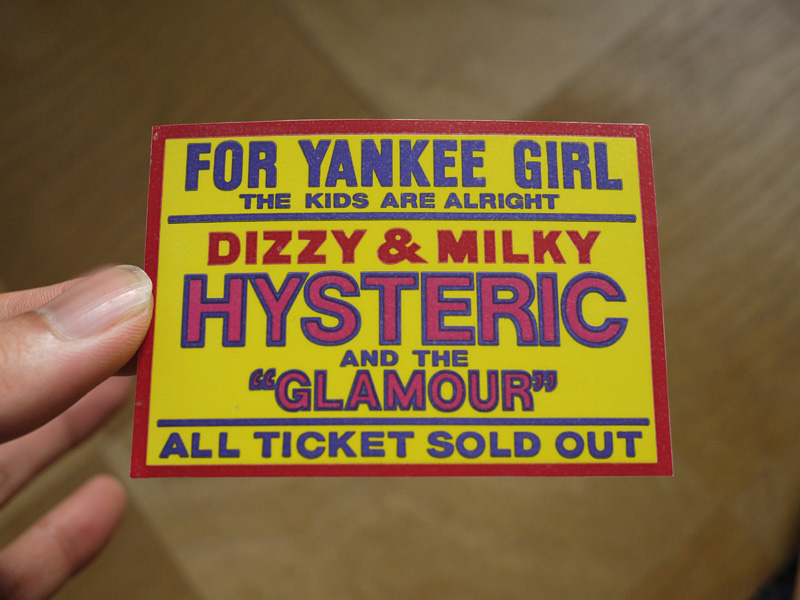 FOR YANKEE GIRL
THE KIDS ARE ALRIGHT
DIZZY & MILKY
HYSTERIC
AND THE
“GLAMOUR”
ALL TICKET SOLD OUT